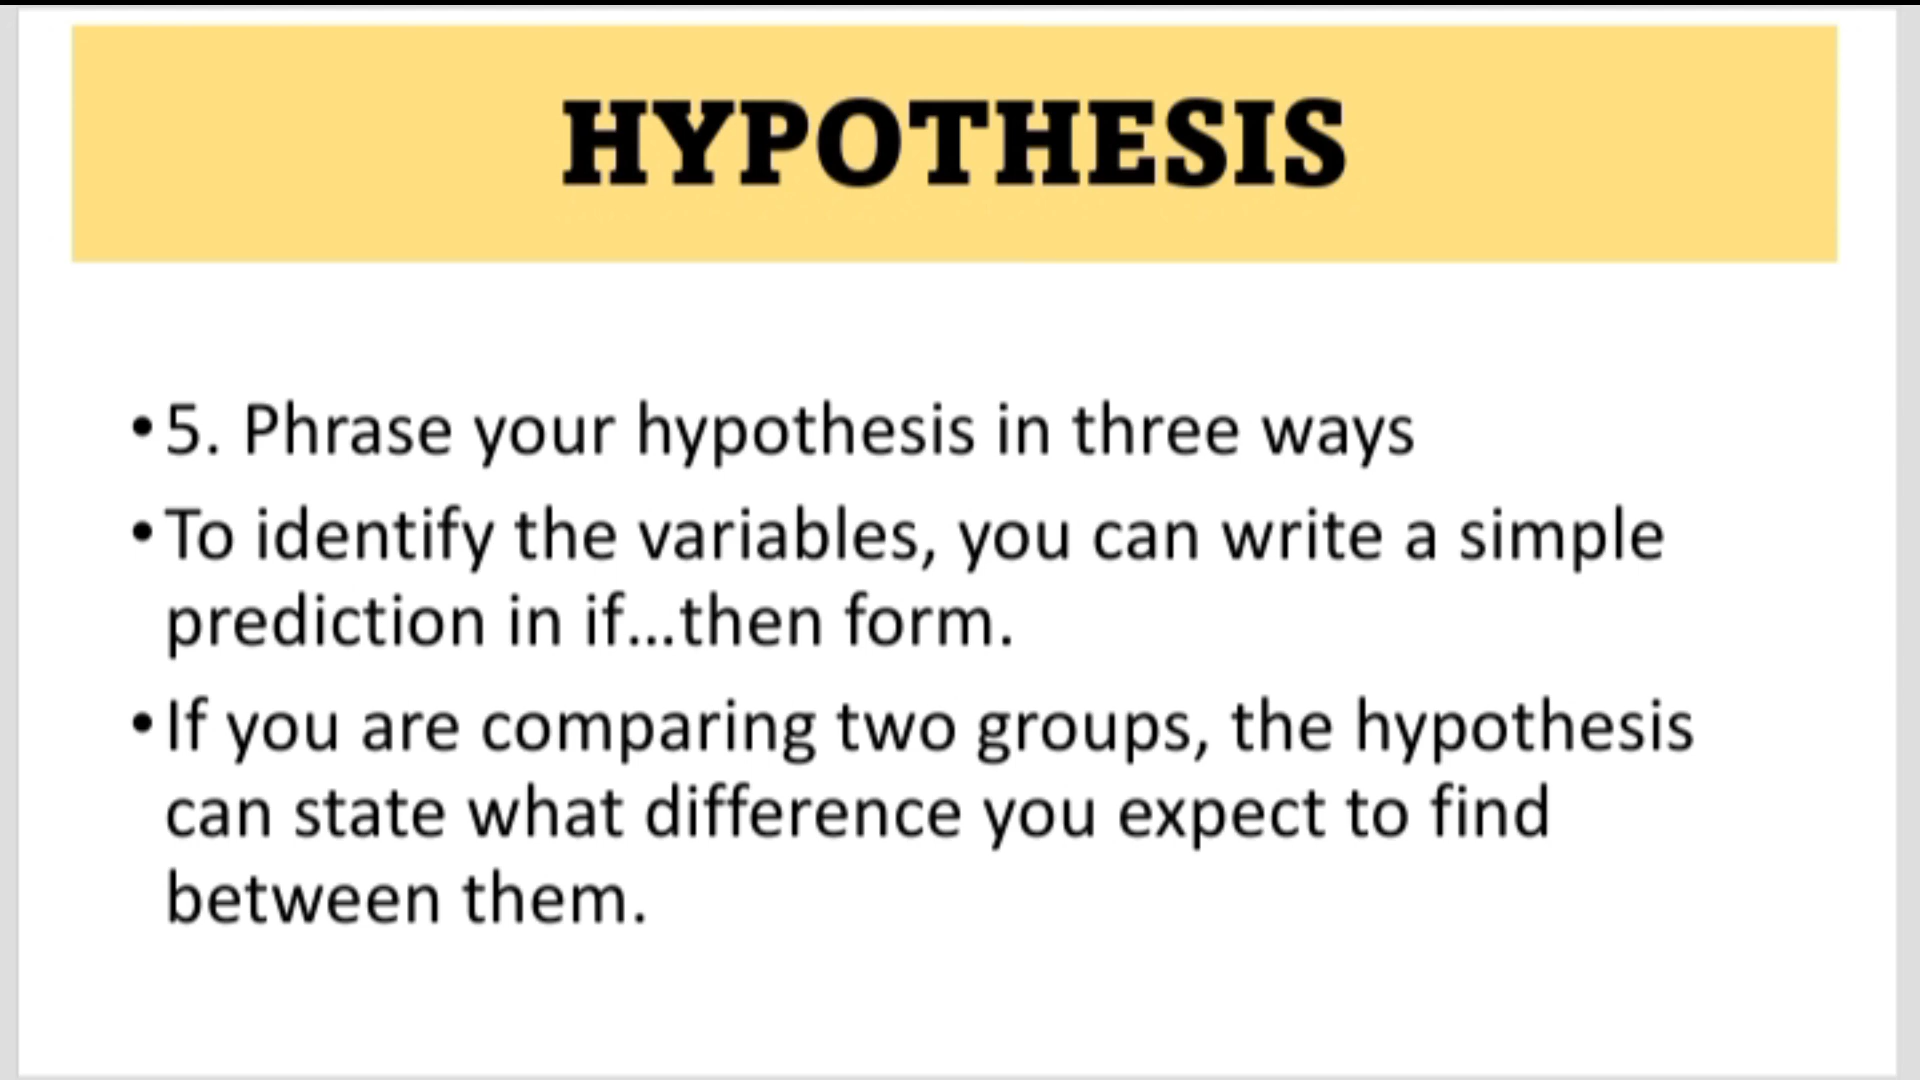 HYPOTHESIS
•5. Phrase your hypothesis in three ways
•To identify the variables, you can write a simple
prediction in if...then form.
•If you are comparing two groups, the hypothesis
can state what difference you expect to find
between them.